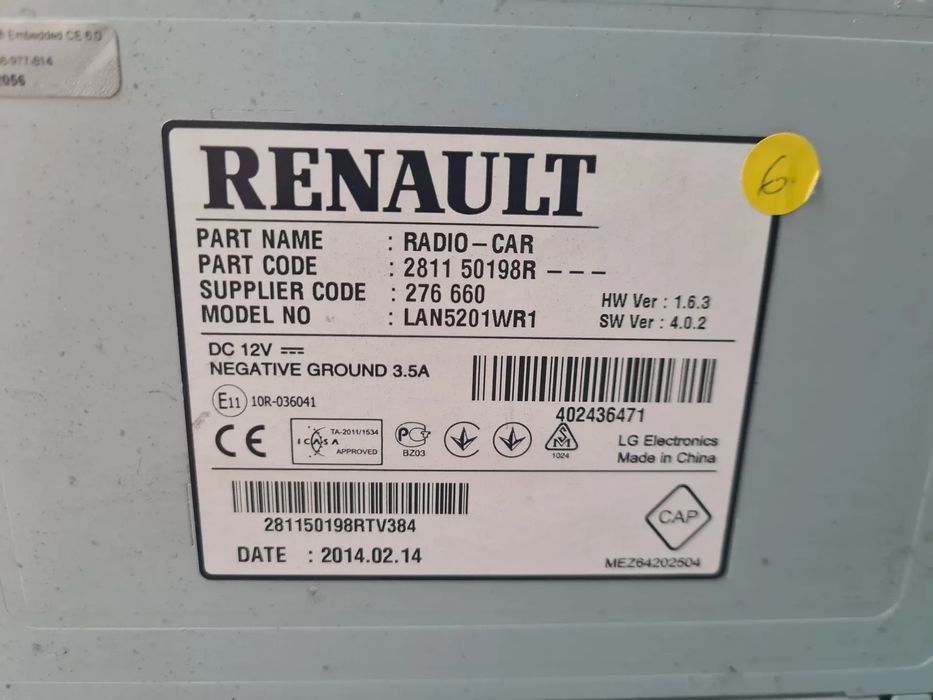 Embedded CE 6.0
-977-814
2056
RENAULT
6
PART NAME : RADIO-CAR
PART CODE : 2811 50198R ---
SUPPLIER CODE : 276 660
MODEL NO : LAN5201WR1
HW Ver : 1.6.3
SW Ver : 4.0.2
DC 12V
NEGATIVE GROUND 3.5A
402436471
E11 10R-036041
CE
ICASA
TA-2011/1534
APPROVED
BZ03
1024
LG Electronics
Made in China
281150198RTV384
CAP
DATE : 2014.02.14
MEZ64202504